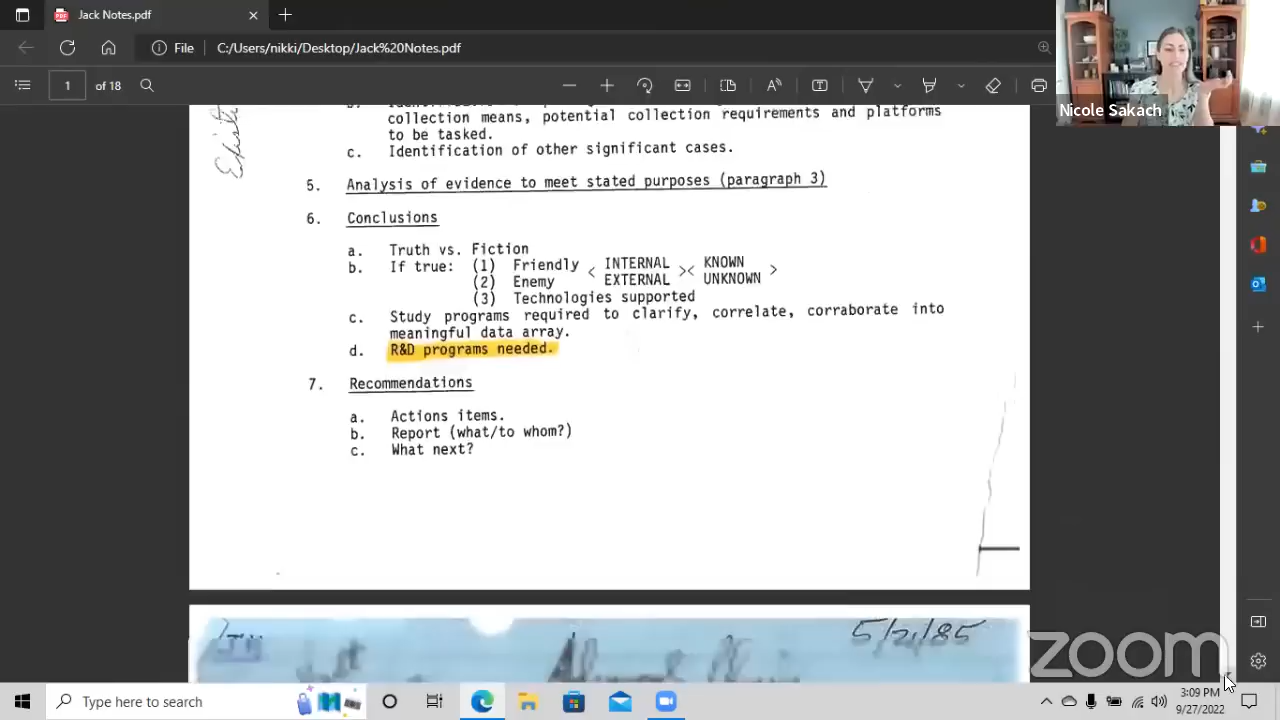 Jack Notes.pdf
File C:/Users/nikki/Desktop/Jack%20Notes.pdf
1 of 18
Nicole Sakach
collection means, potential collection requirements and platforms
to be tasked.
c. Identification of other significant cases.
5. Analysis of evidence to meet stated purposes (paragraph 3)
6. Conclusions
a. Truth vs. Fiction
b. If true: (1) Friendly < INTERNAL >< KNOWN >
(2) Enemy EXTERNAL UNKNOWN
(3) Technologies supported
c. Study programs required to clarify, correlate, corraborate into
meaningful data array.
d. R&D programs needed.
7. Recommendations
a. Actions items.
b. Report (what/to whom?)
c. What next?
5/21/85
zoom
Type here to search
3:09 PM
9/27/2022